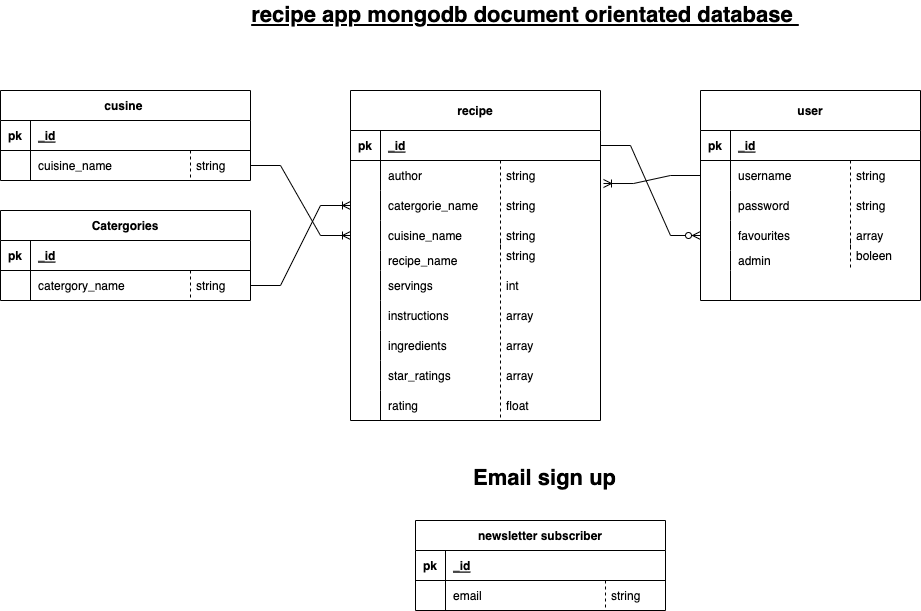 recipe app mongodb document orientated database
cusine
pk _id
cuisine_name string
Catergories
pk _id
catergory_name string
recipe
pk _id
author string
catergorie_name string
cuisine_name string
recipe_name string
servings int
instructions array
ingredients array
star_ratings array
rating float
user
pk _id
username string
password string
favourites array
admin boleen
Email sign up
newsletter subscriber
pk _id
email string